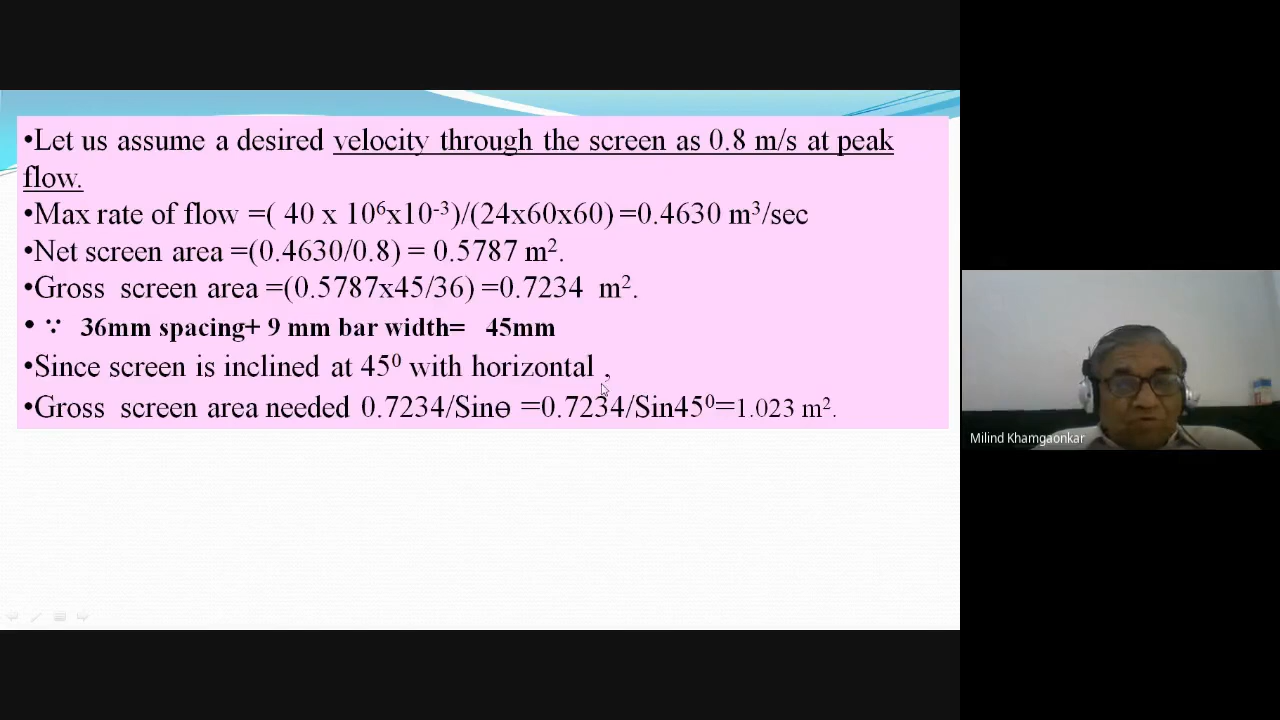 •Let us assume a desired velocity through the screen as 0.8 m/s at peak
flow.
•Max rate of flow =( 40 x 10⁶x10⁻³)/(24x60x60) =0.4630 m³/sec
•Net screen area =(0.4630/0.8) = 0.5787 m².
•Gross screen area =(0.5787x45/36) =0.7234 m².
• ∵ 36mm spacing+ 9 mm bar width= 45mm
•Since screen is inclined at 45⁰ with horizontal ,
•Gross screen area needed 0.7234/Sinɵ =0.7234/Sin45⁰=1.023 m².
Milind Khamgaonkar